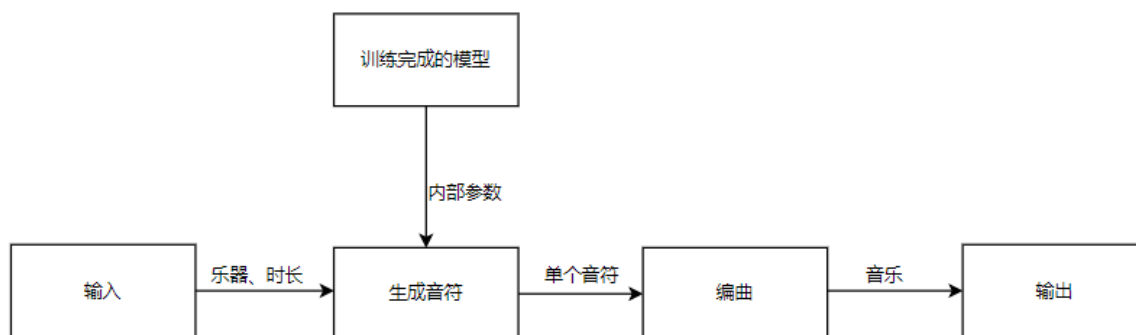 训练完成的模型
内部参数
输入
乐器、时长
生成音符
单个音符
编曲
音乐
输出